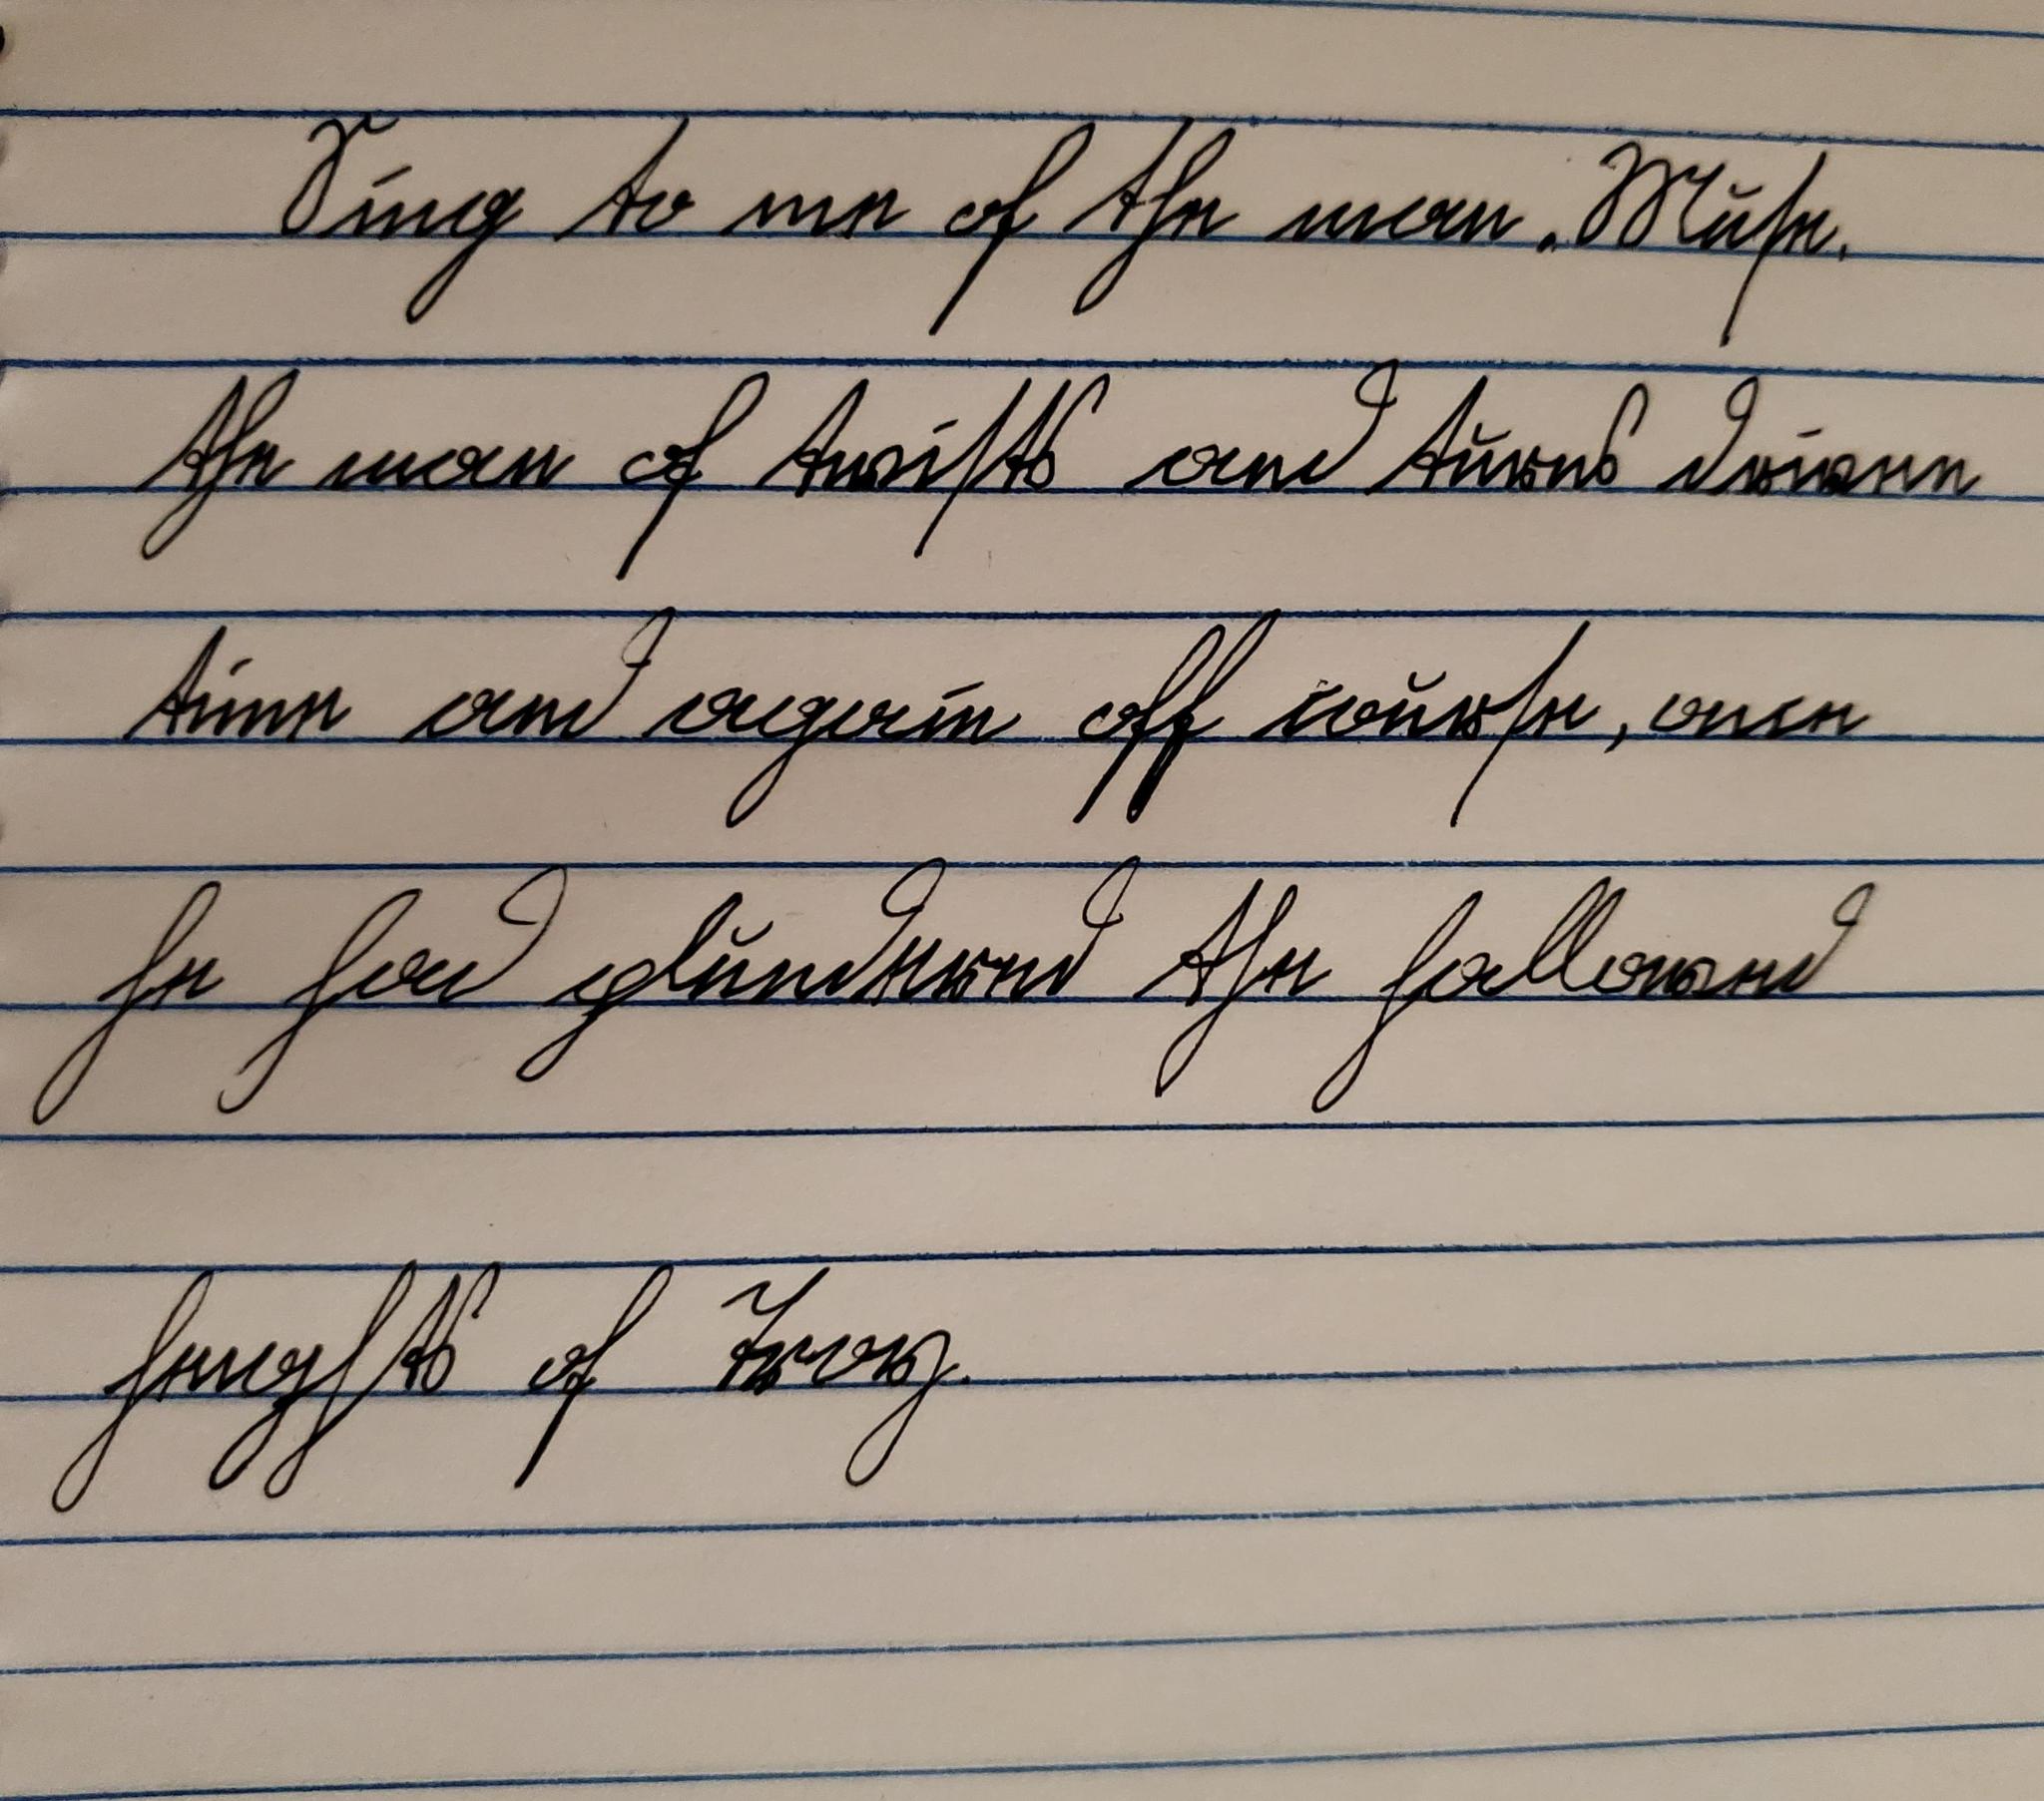 Sing to me of the man. Muse.
the man of twists and turns driven
time and again off course, once
he had plundered the hallowed
heights of Troy.